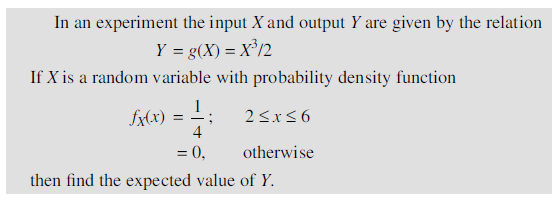 In an experiment the input X and output Y are given by the relation
Y = g(X) = X³/2
If X is a random variable with probability density function
fX(x) = 1/4 ; 2 ≤ x ≤ 6
= 0, otherwise
then find the expected value of Y.